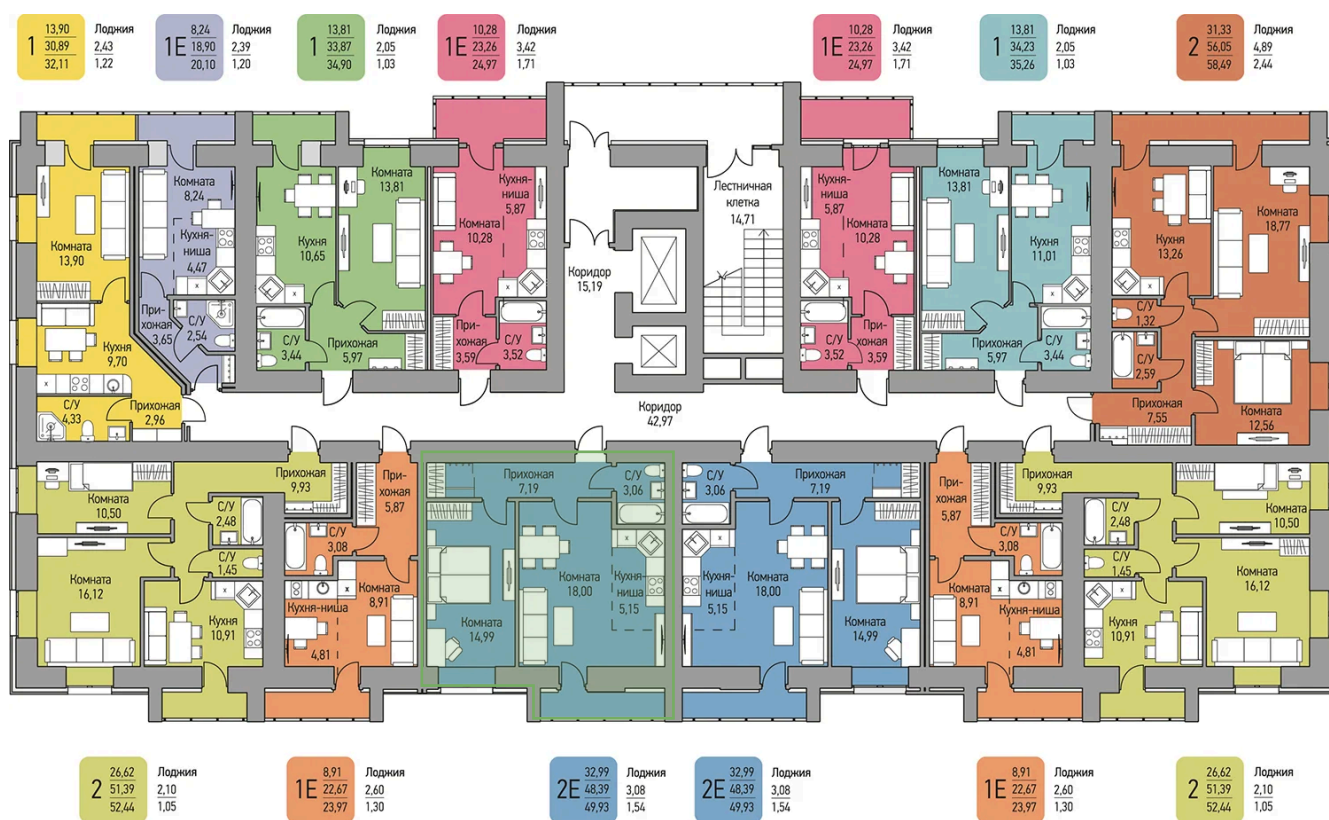 1
13,90
30,89
32,11
Лоджия
2,43
1,22
1Е
8,24
18,90
20,10
Лоджия
2,39
1,20
1
13,81
33,87
34,90
Лоджия
2,05
1,03
1Е
10,28
23,26
24,97
Лоджия
3,42
1,71
1Е
10,28
23,26
24,97
Лоджия
3,42
1,71
1
13,81
34,23
35,26
Лоджия
2,05
1,03
2
31,33
56,05
58,49
Лоджия
4,89
2,44
Комната
13,90
Кухня
9,70
С/У
4,33
Прихожая
2,96
Комната
8,24
Кухня-
ниша
4,47
При-
хожая
3,65
С/У
2,54
Кухня
10,65
Комната
13,81
С/У
3,44
Прихожая
5,97
Кухня-
ниша
5,87
Комната
10,28
При-
хожая
3,59
С/У
3,52
Коридор
15,19
Лестничная
клетка
14,71
Коридор
42,97
Кухня-
ниша
5,87
Комната
10,28
С/У
3,52
При-
хожая
3,59
Комната
13,81
Кухня
11,01
Прихожая
5,97
С/У
3,44
Кухня
13,26
Комната
18,77
С/У
1,32
С/У
2,59
Прихожая
7,55
Комната
12,56
Комната
10,50
Прихожая
9,93
С/У
2,48
С/У
1,45
Комната
16,12
Кухня
10,91
При-
хожая
5,87
С/У
3,08
Комната
8,91
Кухня-ниша
4,81
Прихожая
7,19
С/У
3,06
Комната
14,99
Комната
18,00
Кухня-
ниша
5,15
С/У
3,06
Прихожая
7,19
Кухня-
ниша
5,15
Комната
18,00
Комната
14,99
При-
хожая
5,87
С/У
3,08
Комната
8,91
Кухня-ниша
4,81
Прихожая
9,93
С/У
2,48
С/У
1,45
Комната
10,50
Комната
16,12
Кухня
10,91
2
26,62
51,39
52,44
Лоджия
2,10
1,05
1Е
8,91
22,67
23,97
Лоджия
2,60
1,30
2Е
32,99
48,39
49,93
Лоджия
3,08
1,54
2Е
32,99
48,39
49,93
Лоджия
3,08
1,54
1Е
8,91
22,67
23,97
Лоджия
2,60
1,30
2
26,62
51,39
52,44
Лоджия
2,10
1,05